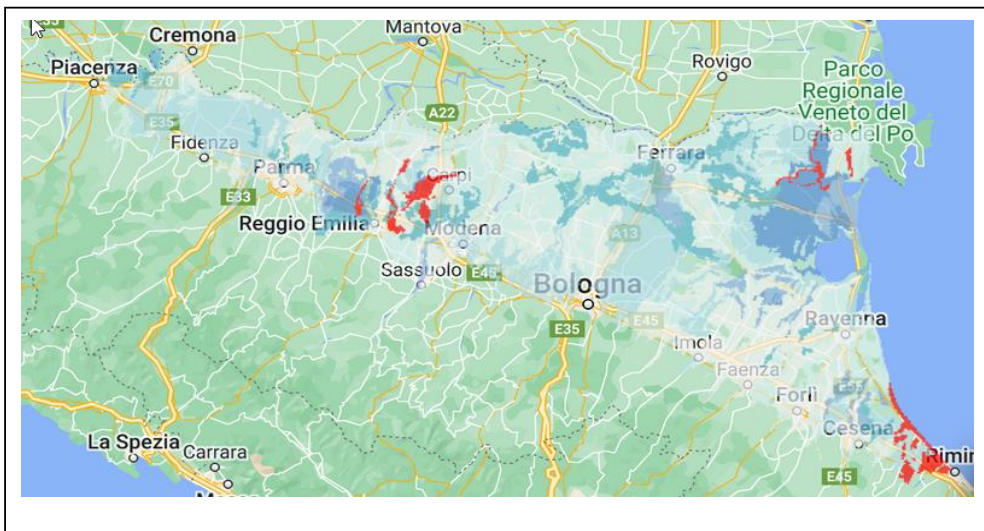 E35
Cremona
Mantova
Piacenza
E70
Rovigo
Parco
Regionale
Veneto del
Delta del Po
A22
E35
Fidenza
Ferrara
Parma
Carpi
E33
Reggio Emilia
Modena
A13
Sassuolo
E45
Bologna
E35
E45
Ravenna
Imola
Faenza
Forlì
Cesena
La Spezia
Carrara
E45
Rimin